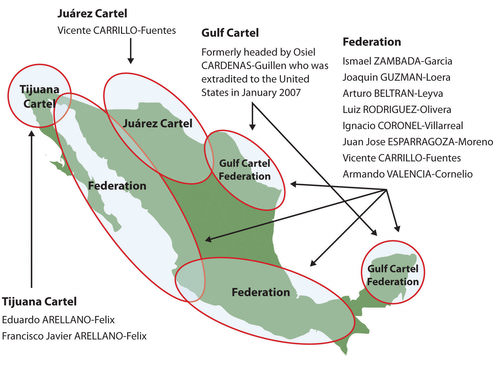 Juárez Cartel
Vicente CARRILLO-Fuentes
Gulf Cartel
Formerly headed by Osiel
CARDENAS-Guillen who was
extradited to the United
States in January 2007
Federation
Ismael ZAMBADA-Garcia
Joaquin GUZMAN-Loera
Arturo BELTRAN-Leyva
Luiz RODRIGUEZ-Olivera
Ignacio CORONEL-Villarreal
Juan Jose ESPARRAGOZA-Moreno
Vicente CARRILLO-Fuentes
Armando VALENCIA-Cornelio
Tijuana
Cartel
Juárez Cartel
Gulf Cartel
Federation
Federation
Federation
Gulf Cartel
Federation
Tijuana Cartel
Eduardo ARELLANO-Felix
Francisco Javier ARELLANO-Felix